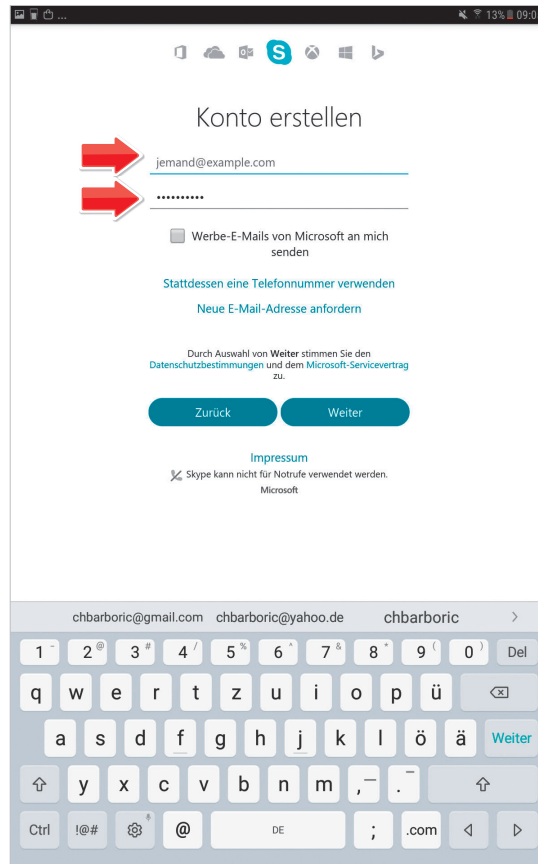 13% 09:0
Konto erstellen
jemand@example.com
••••••••••
Werbe-E-Mails von Microsoft an mich
senden
Stattdessen eine Telefonnummer verwenden
Neue E-Mail-Adresse anfordern
Durch Auswahl von Weiter stimmen Sie den
Datenschutzbestimmungen und dem Microsoft-Servicevertrag
zu.
Zurück Weiter
Impressum
Skype kann nicht für Notrufe verwendet werden.
Microsoft
chbarboric@gmail.com chbarboric@yahoo.de chbarboric >
1 - 2 @ 3 # 4 / 5 % 6 ^ 7 & 8 * 9 ( 0 ) Del
q w e r t z u i o p ü
a s d f g h j k l ö ä Weiter
y x c v b n m , — . -
Ctrl !@# @ DE ; .com